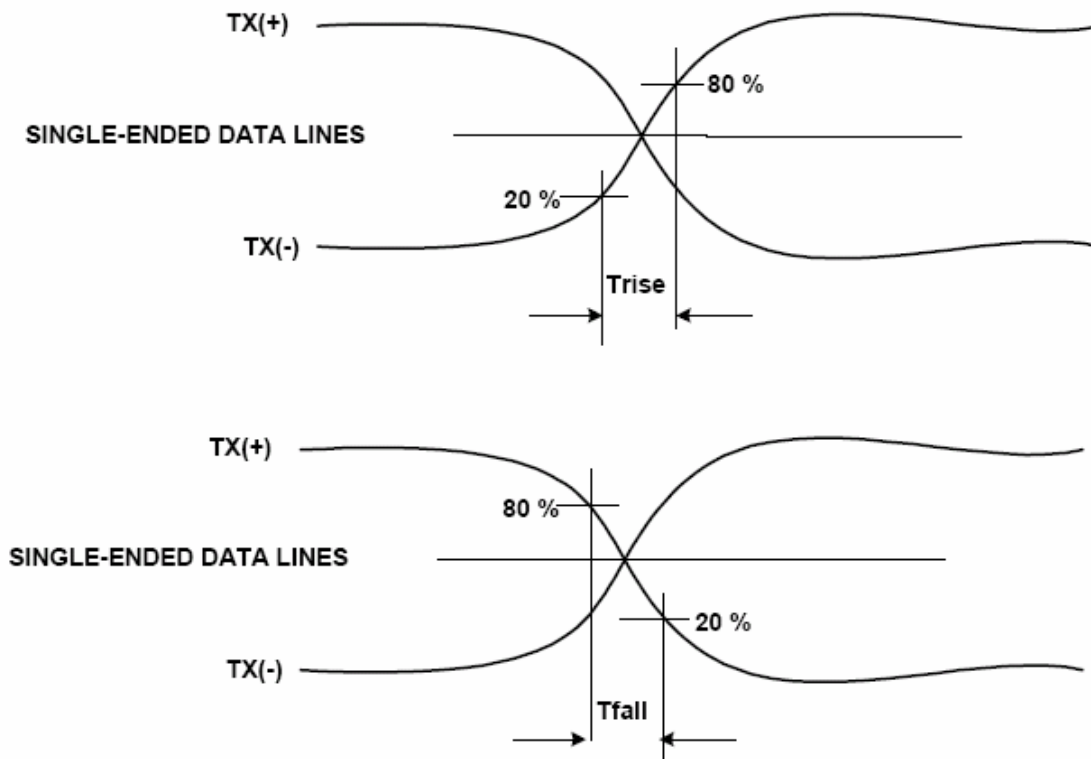 TX(+)
80 %
SINGLE-ENDED DATA LINES
20 %
TX(-)
Trise
TX(+)
80 %
SINGLE-ENDED DATA LINES
20 %
TX(-)
Tfall